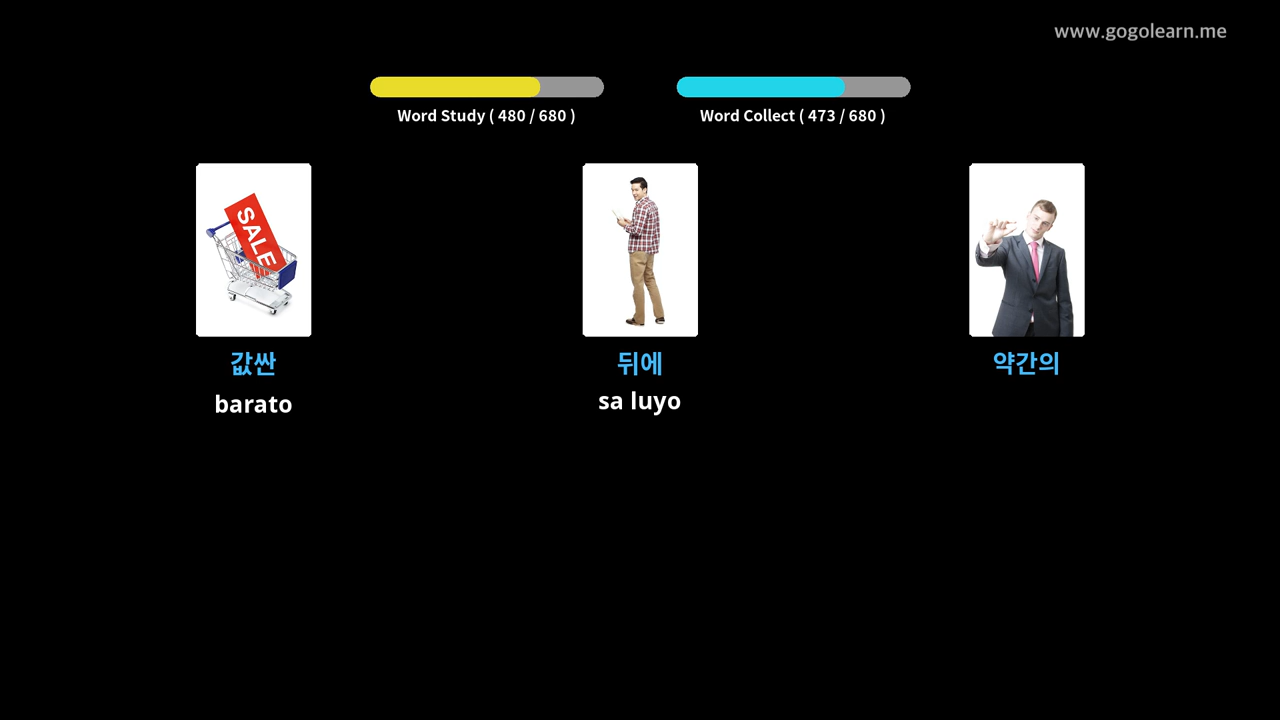 www.gogolearn.me
Word Study ( 480 / 680 )
Word Collect ( 473 / 680 )
SALE
값싼
뒤에
약간의
barato
sa luyo